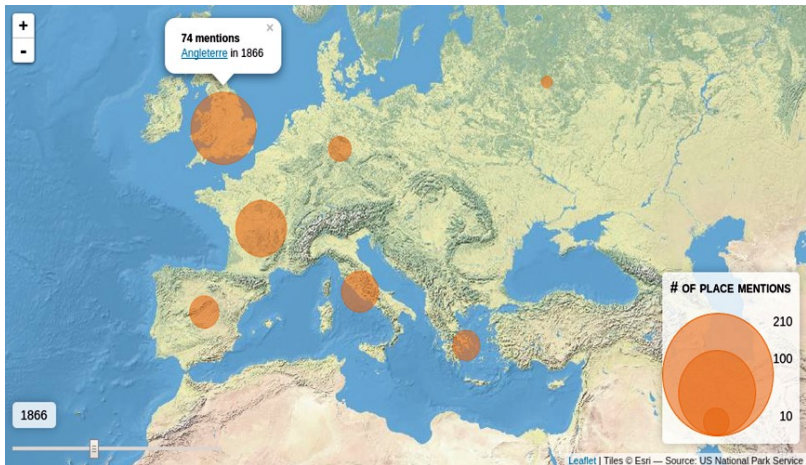 +
-
×
74 mentions
Angleterre in 1866
# OF PLACE MENTIONS
210
100
10
1866
Leaflet | Tiles © Esri — Source: US National Park Service